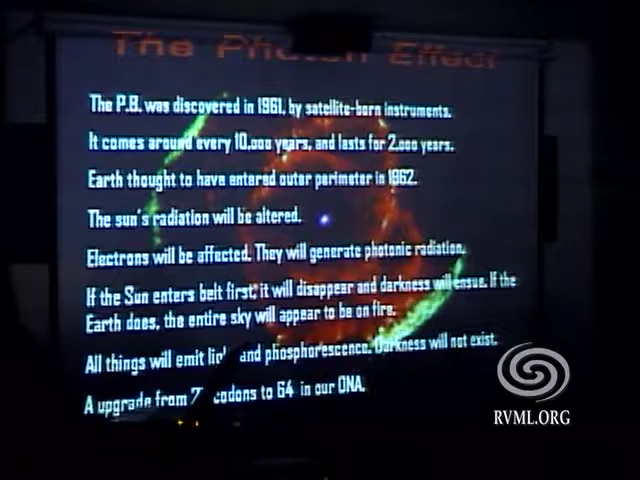 The Photon Effect
The P.B. was discovered in 1961, by satellite-born instruments.
It comes around every 10,000 years, and lasts for 2,000 years.
Earth thought to have entered outer perimeter in 1962.
The sun's radiation will be altered.
Electrons will be affected. They will generate photonic radiation.
If the Sun enters belt first, it will disappear and darkness will ensue. If the
Earth does, the entire sky will appear to be on fire.
All things will emit light and phosphorescence. Darkness will not exist.
A upgrade from codons to 64 in our DNA.
RVML.ORG